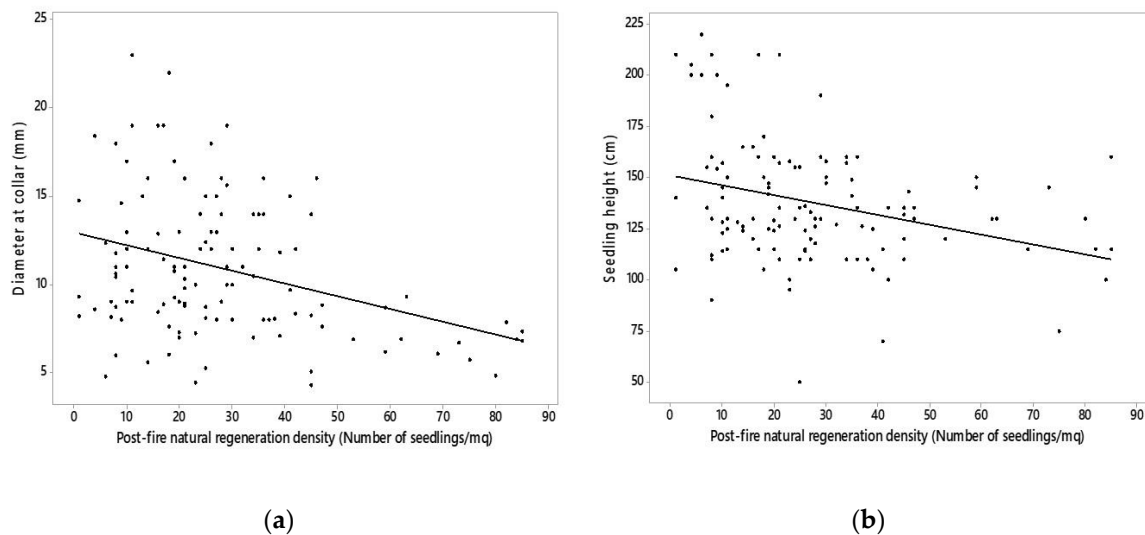 25
20
15
10
5
Diameter at collar (mm)
0 10 20 30 40 50 60 70 80 90
Post-fire natural regeneration density (Number of seedlings/mq)
(a)
225
200
175
150
125
100
75
50
Seedling height (cm)
0 10 20 30 40 50 60 70 80 90
Post-fire natural regeneration density (Number of seedlings/mq)
(b)